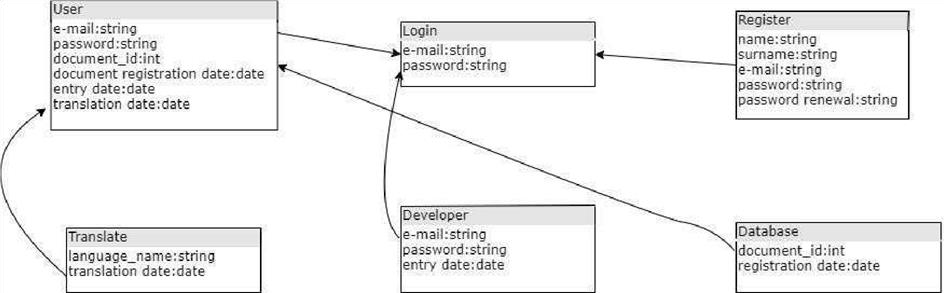 User
e-mail:string
password:string
document_id:int
document registration date:date
entry date:date
translation date:date
Login
e-mail:string
password:string
Register
name:string
surname:string
e-mail:string
password:string
password renewal:string
Translate
language_name:string
translation date:date
Developer
e-mail:string
password:string
entry date:date
Database
document_id:int
registration date:date